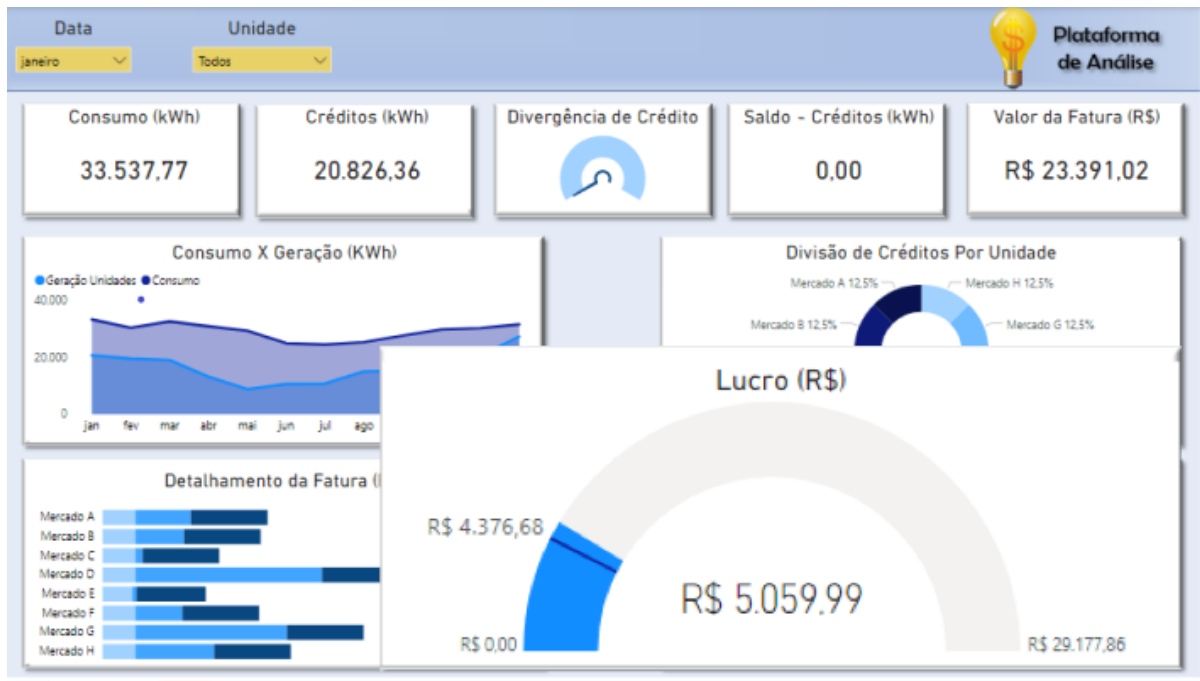 Data
Unidade
janeiro
Todos
Plataforma
de Análise
Consumo (kWh)
33.537,77
Créditos (kWh)
20.826,36
Divergência de Crédito
Saldo - Créditos (kWh)
0,00
Valor da Fatura (R$)
R$ 23.391,02
Consumo X Geração (KWh)
Geração Unidades
Consumo
40.000
20.000
0
jan
fev
mar
abr
mai
jun
jul
ago
Divisão de Créditos Por Unidade
Mercado A 12,5%
Mercado H 12,5%
Mercado B 12,5%
Mercado G 12,5%
Detalhamento da Fatura (
Mercado A
Mercado B
Mercado C
Mercado D
Mercado E
Mercado F
Mercado G
Mercado H
Lucro (R$)
R$ 4.376,68
R$ 5.059,99
R$ 0,00
R$ 29.177,86